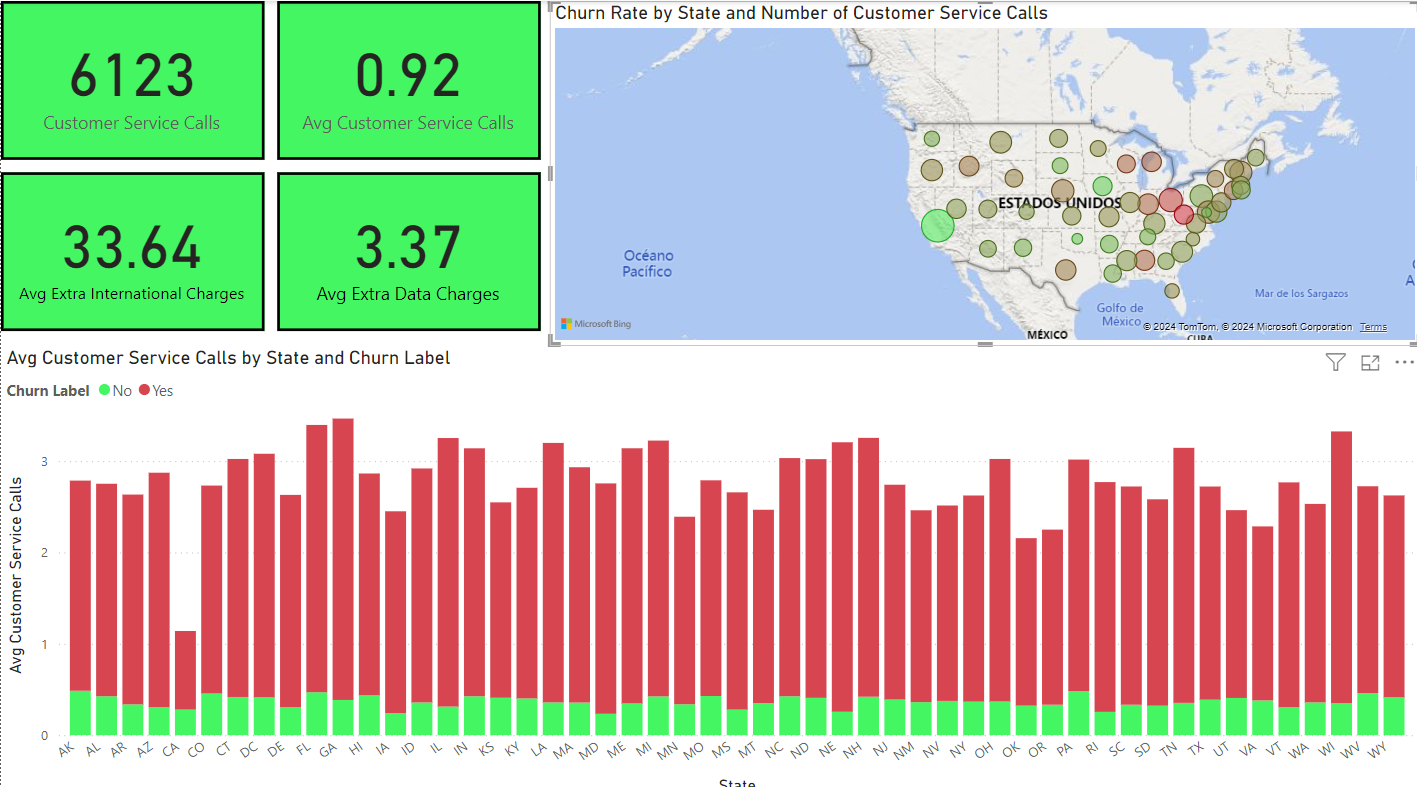 6123
Customer Service Calls
0.92
Avg Customer Service Calls
33.64
Avg Extra International Charges
3.37
Avg Extra Data Charges
Churn Rate by State and Number of Customer Service Calls
ESTADOS UNIDOS
Océano
Pacífico
Golfo de
México
Mar de los Sargazos
MÉXICO
CUBA
Microsoft Bing
© 2024 TomTom, © 2024 Microsoft Corporation Terms
Avg Customer Service Calls by State and Churn Label
Churn Label No Yes
Avg Customer Service Calls
3
2
1
0
AK AL AR AZ CA CO CT DC DE FL GA HI IA ID IL IN KS KY LA MA MD ME MI MN MO MS MT NC ND NE NH NJ NM NV NY OH OK OR PA RI SC SD TN TX UT VA VT WA WI WV WY
State